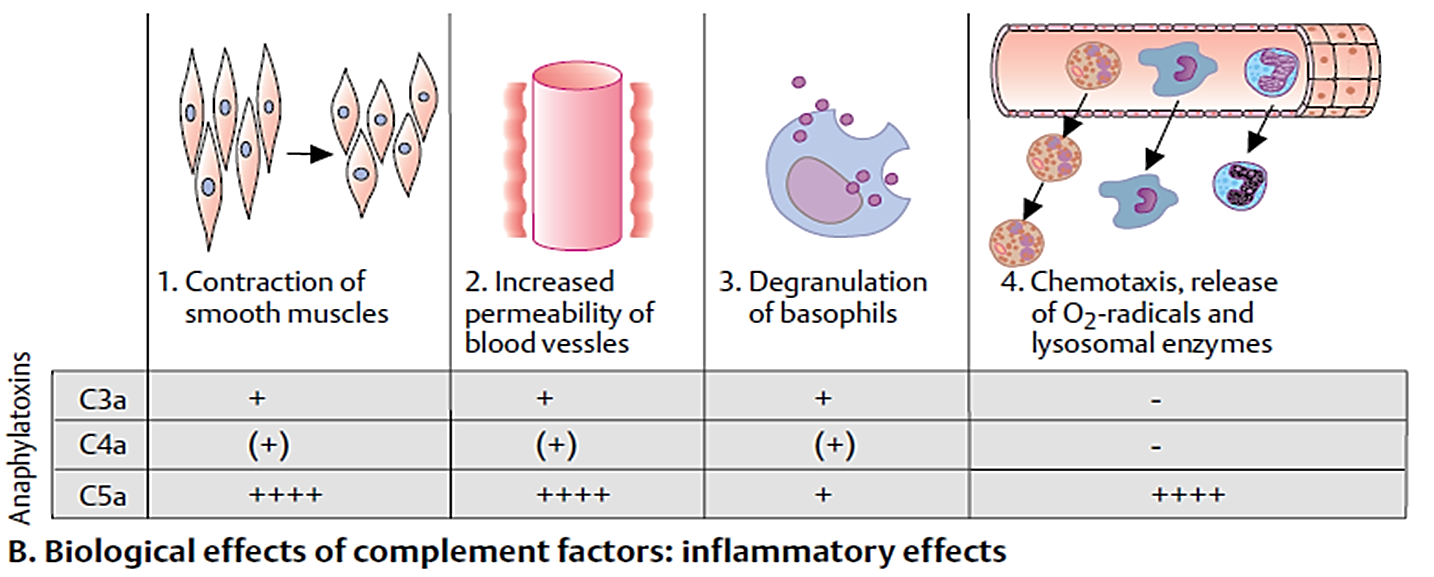 1. Contraction of
smooth muscles
2. Increased
permeability of
blood vessles
3. Degranulation
of basophils
4. Chemotaxis, release
of O₂-radicals and
lysosomal enzymes
Anaphylatoxins
C3a + + + -
C4a (+) (+) (+) -
C5a ++++ ++++ + ++++
B. Biological effects of complement factors: inflammatory effects